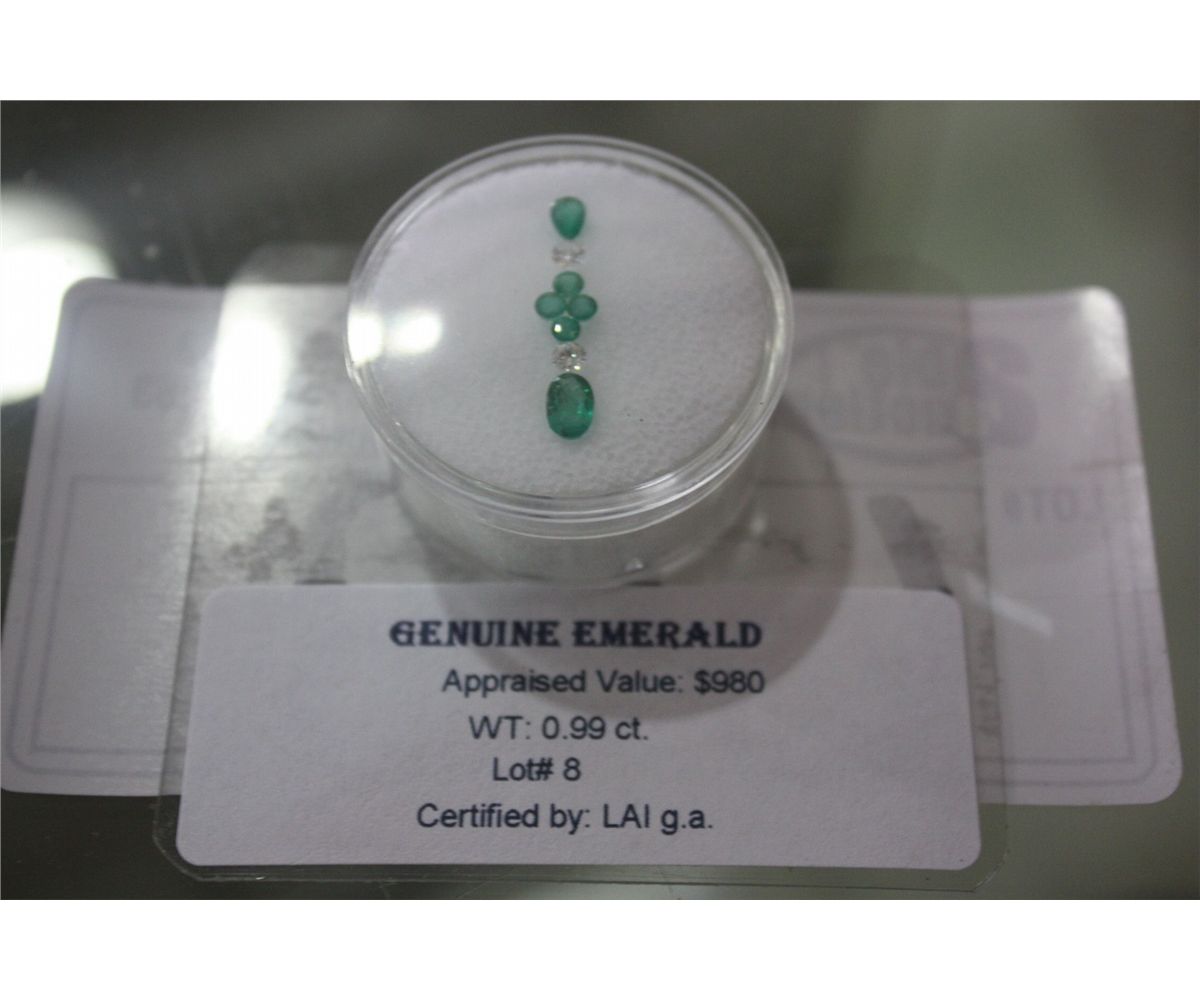 GENUINE EMERALD
Appraised Value: $980
WT: 0.99 ct.
Lot# 8
Certified by: LAI g.a.